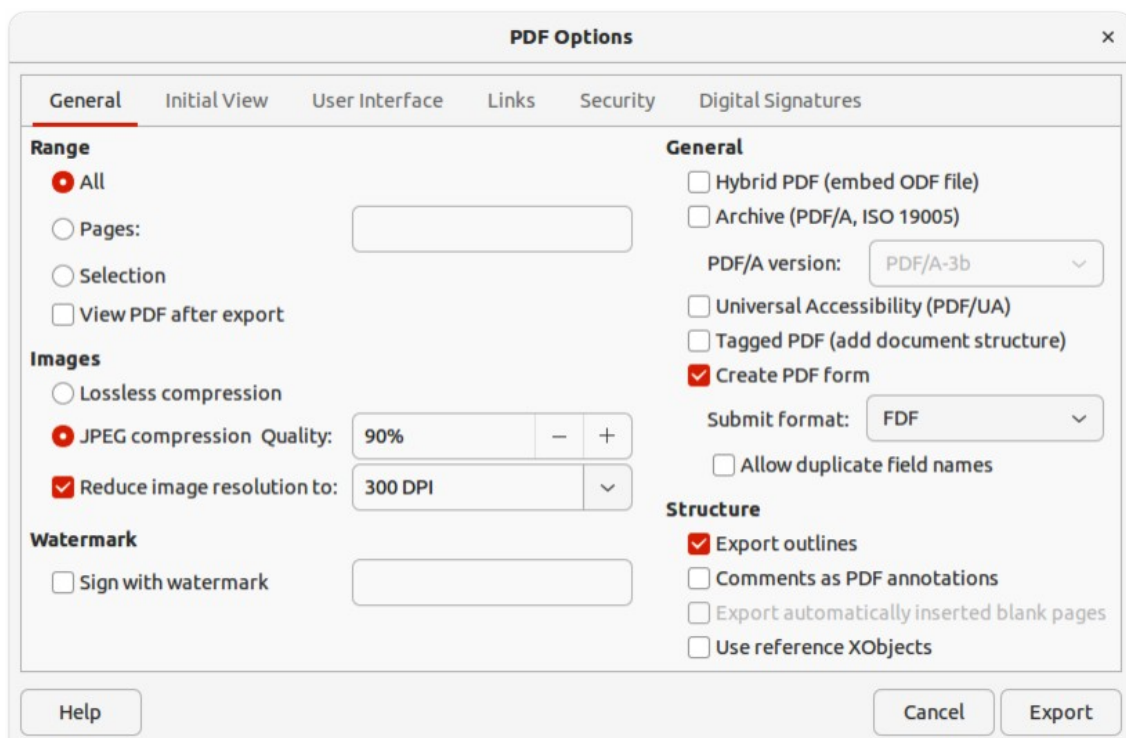 PDF Options
General Initial View User Interface Links Security Digital Signatures
Range
All
Pages:
Selection
View PDF after export
Images
Lossless compression
JPEG compression Quality: 90%
Reduce image resolution to: 300 DPI
Watermark
Sign with watermark
General
Hybrid PDF (embed ODF file)
Archive (PDF/A, ISO 19005)
PDF/A version: PDF/A-3b
Universal Accessibility (PDF/UA)
Tagged PDF (add document structure)
Create PDF form
Submit format: FDF
Allow duplicate field names
Structure
Export outlines
Comments as PDF annotations
Export automatically inserted blank pages
Use reference XObjects
Help Cancel Export